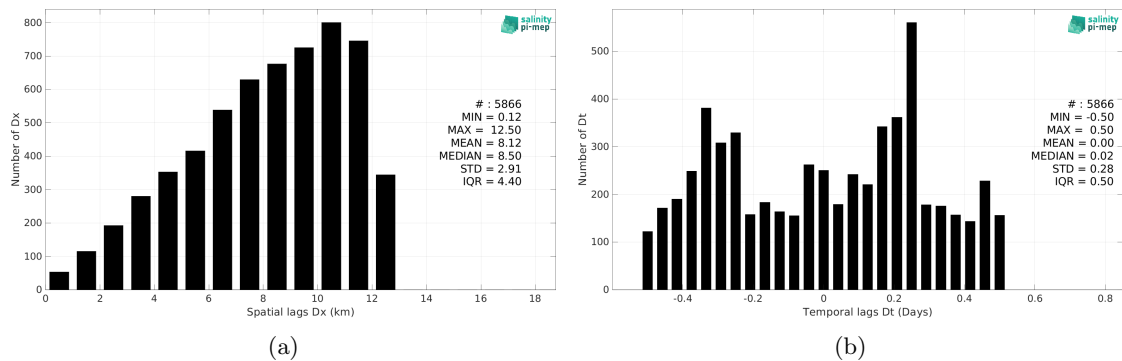 800
700
600
500
400
300
200
100
0
Number of Dx
0 2 4 6 8 10 12 14 16 18
Spatial lags Dx (km)
salinity
pi-mep
# : 5866
MIN = 0.12
MAX = 12.50
MEAN = 8.12
MEDIAN = 8.50
STD = 2.91
IQR = 4.40
(a)
500
400
300
200
100
0
Number of Dt
-0.4 -0.2 0 0.2 0.4 0.6 0.8
Temporal lags Dt (Days)
salinity
pi-mep
# : 5866
MIN = -0.50
MAX = 0.50
MEAN = 0.00
MEDIAN = 0.02
STD = 0.28
IQR = 0.50
(b)